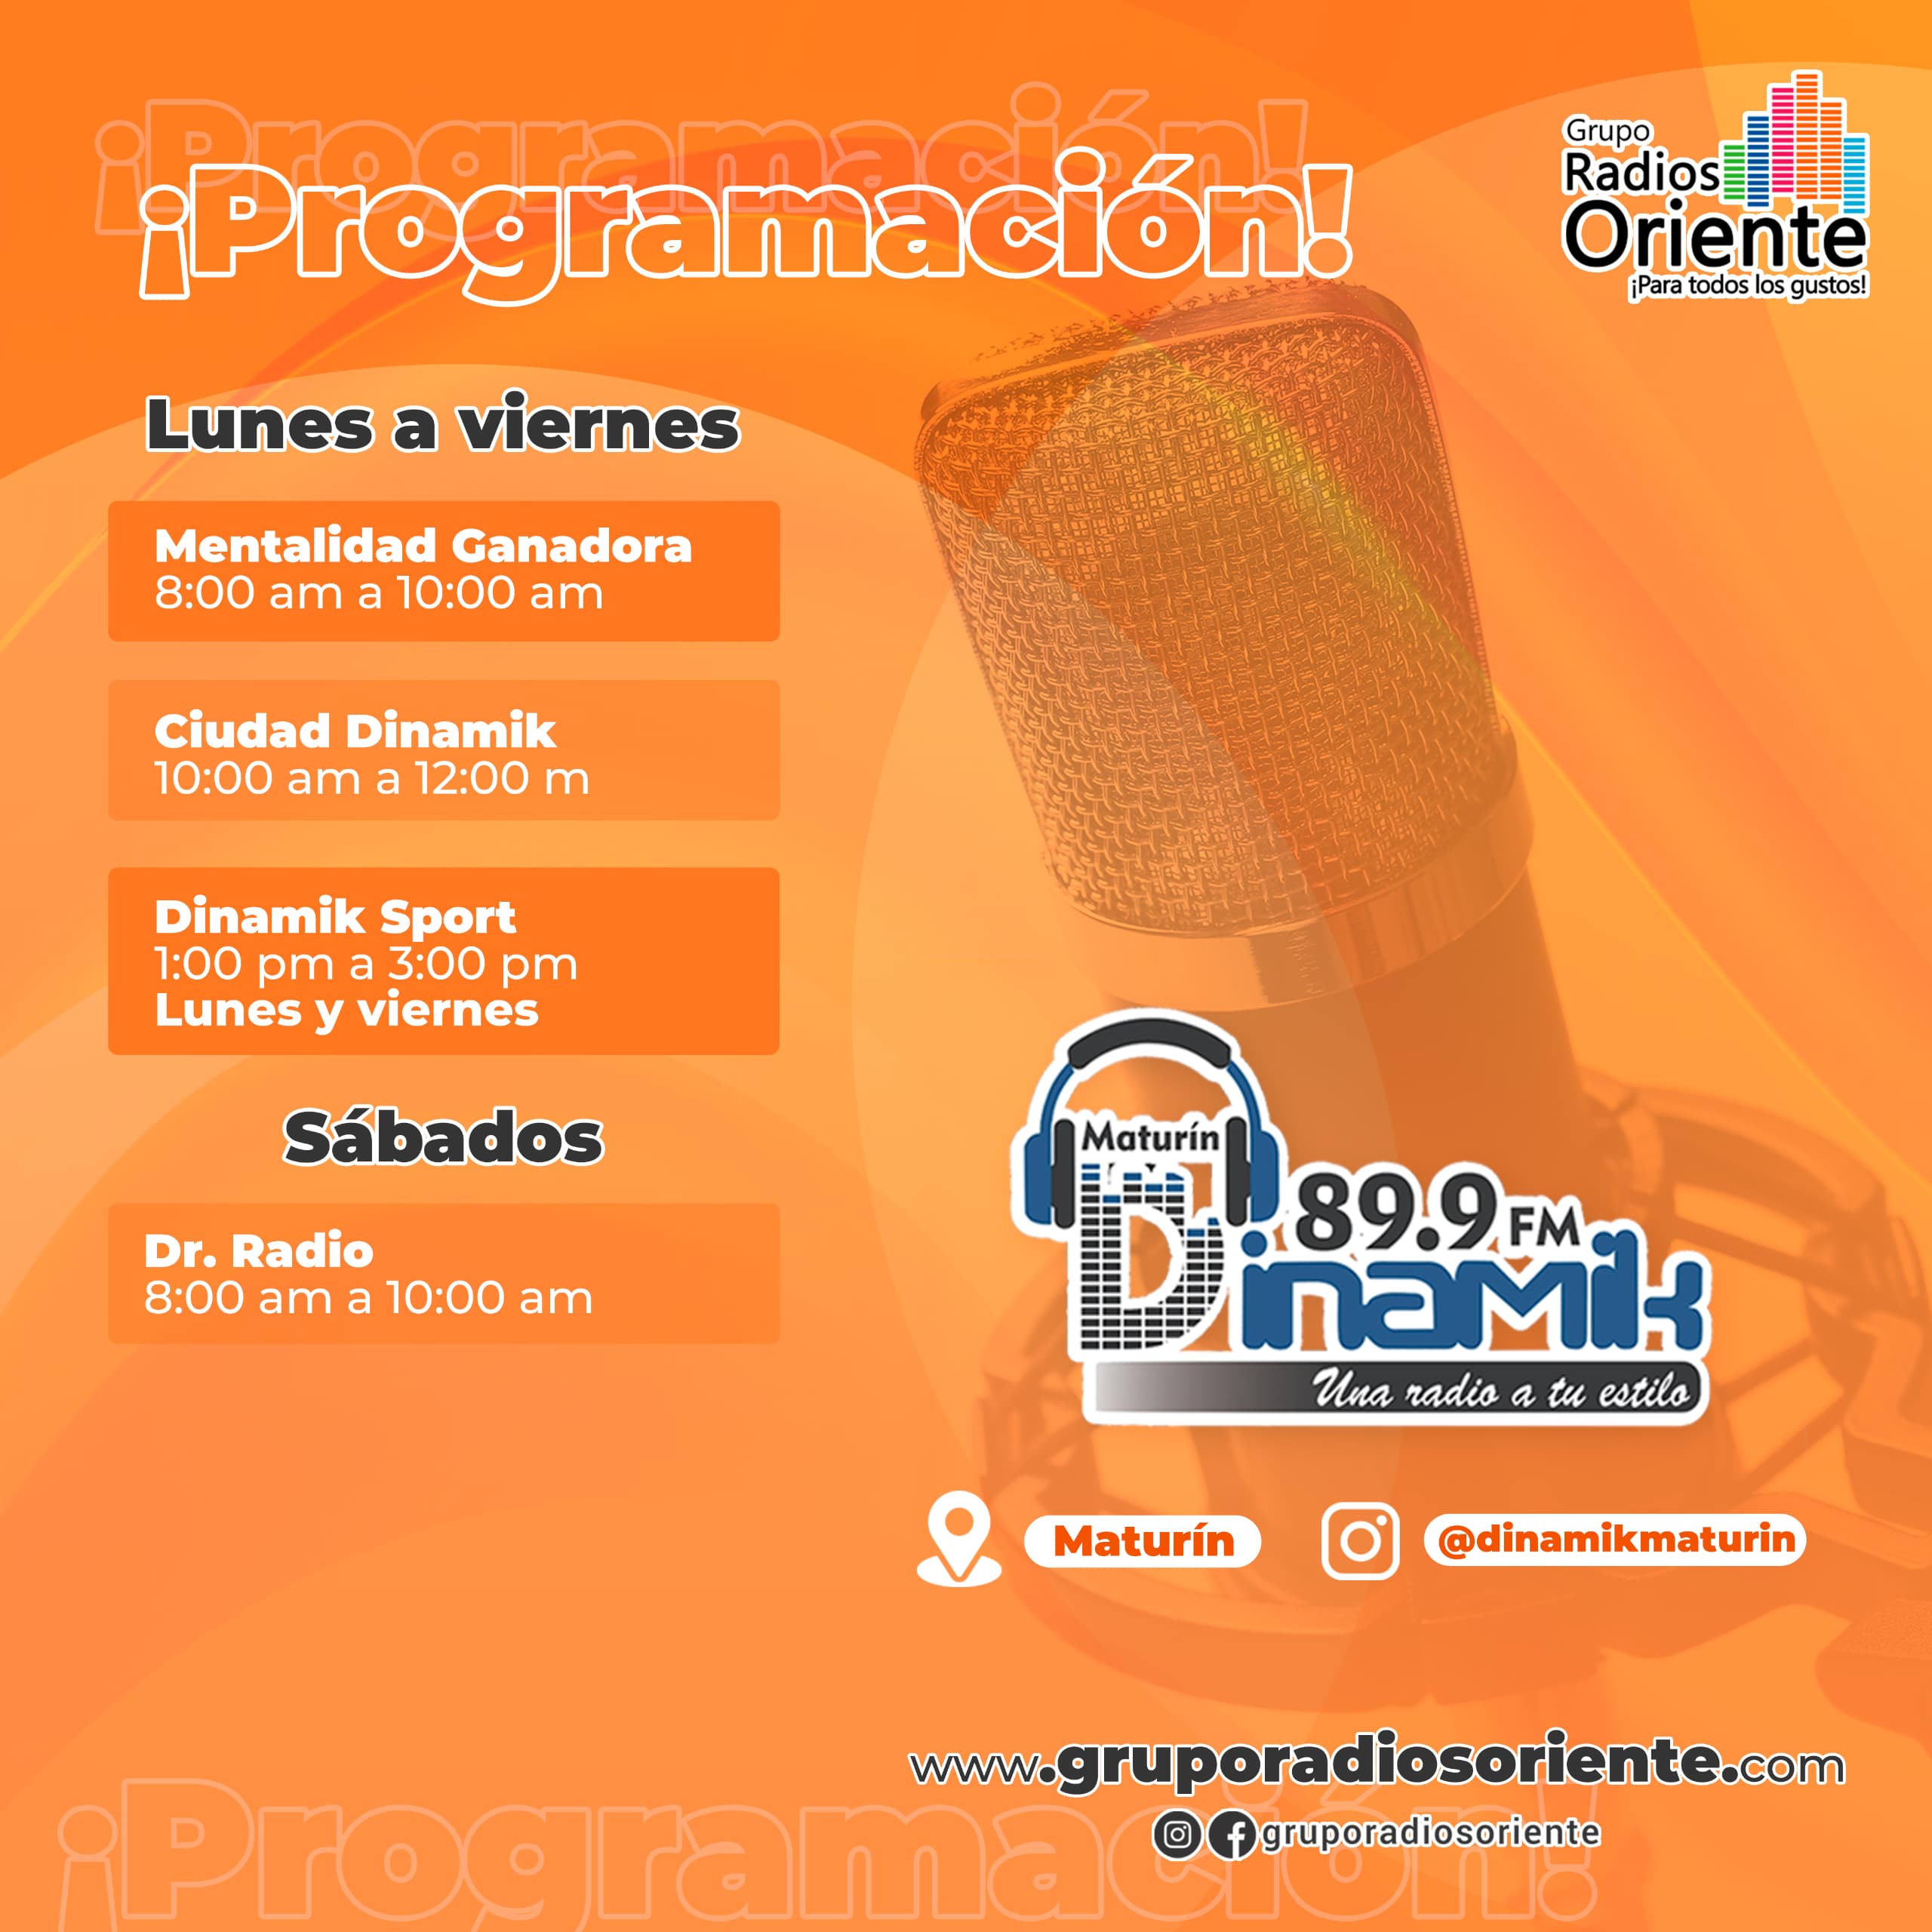 ¡Programación!
¡Programación!
Grupo
Radios
Oriente
¡Para todos los gustos!
Lunes a viernes
Mentalidad Ganadora
8:00 am a 10:00 am
Ciudad Dinamik
10:00 am a 12:00 m
Dinamik Sport
1:00 pm a 3:00 pm
Lunes y viernes
Sábados
Dr. Radio
8:00 am a 10:00 am
Maturín
89.9 FM
Dinamik
Una radio a tu estilo
Maturín
@dinamikmaturin
www.gruporadiosoriente.com
gruporadiosoriente
¡Programación!